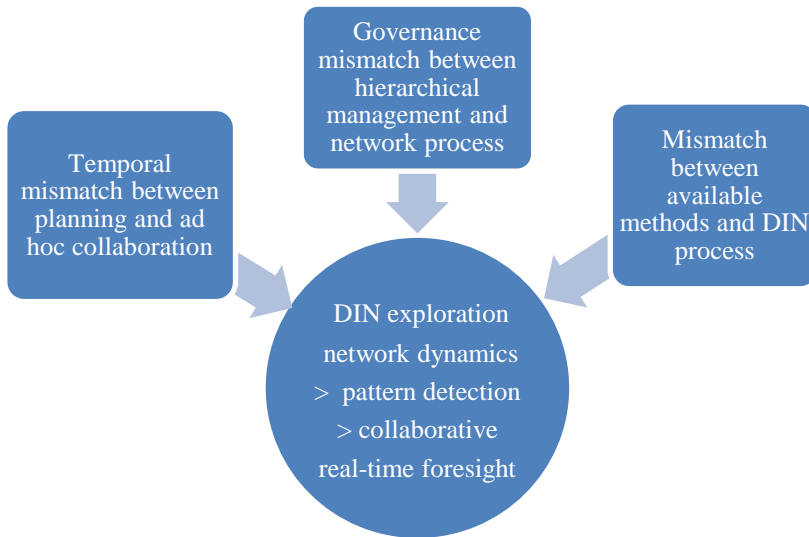 Governance
mismatch between
hierarchical
management and
network process
Temporal
mismatch between
planning and ad
hoc collaboration
Mismatch
between
available
methods and DIN
process
DIN exploration
network dynamics
> pattern detection
> collaborative
real-time foresight